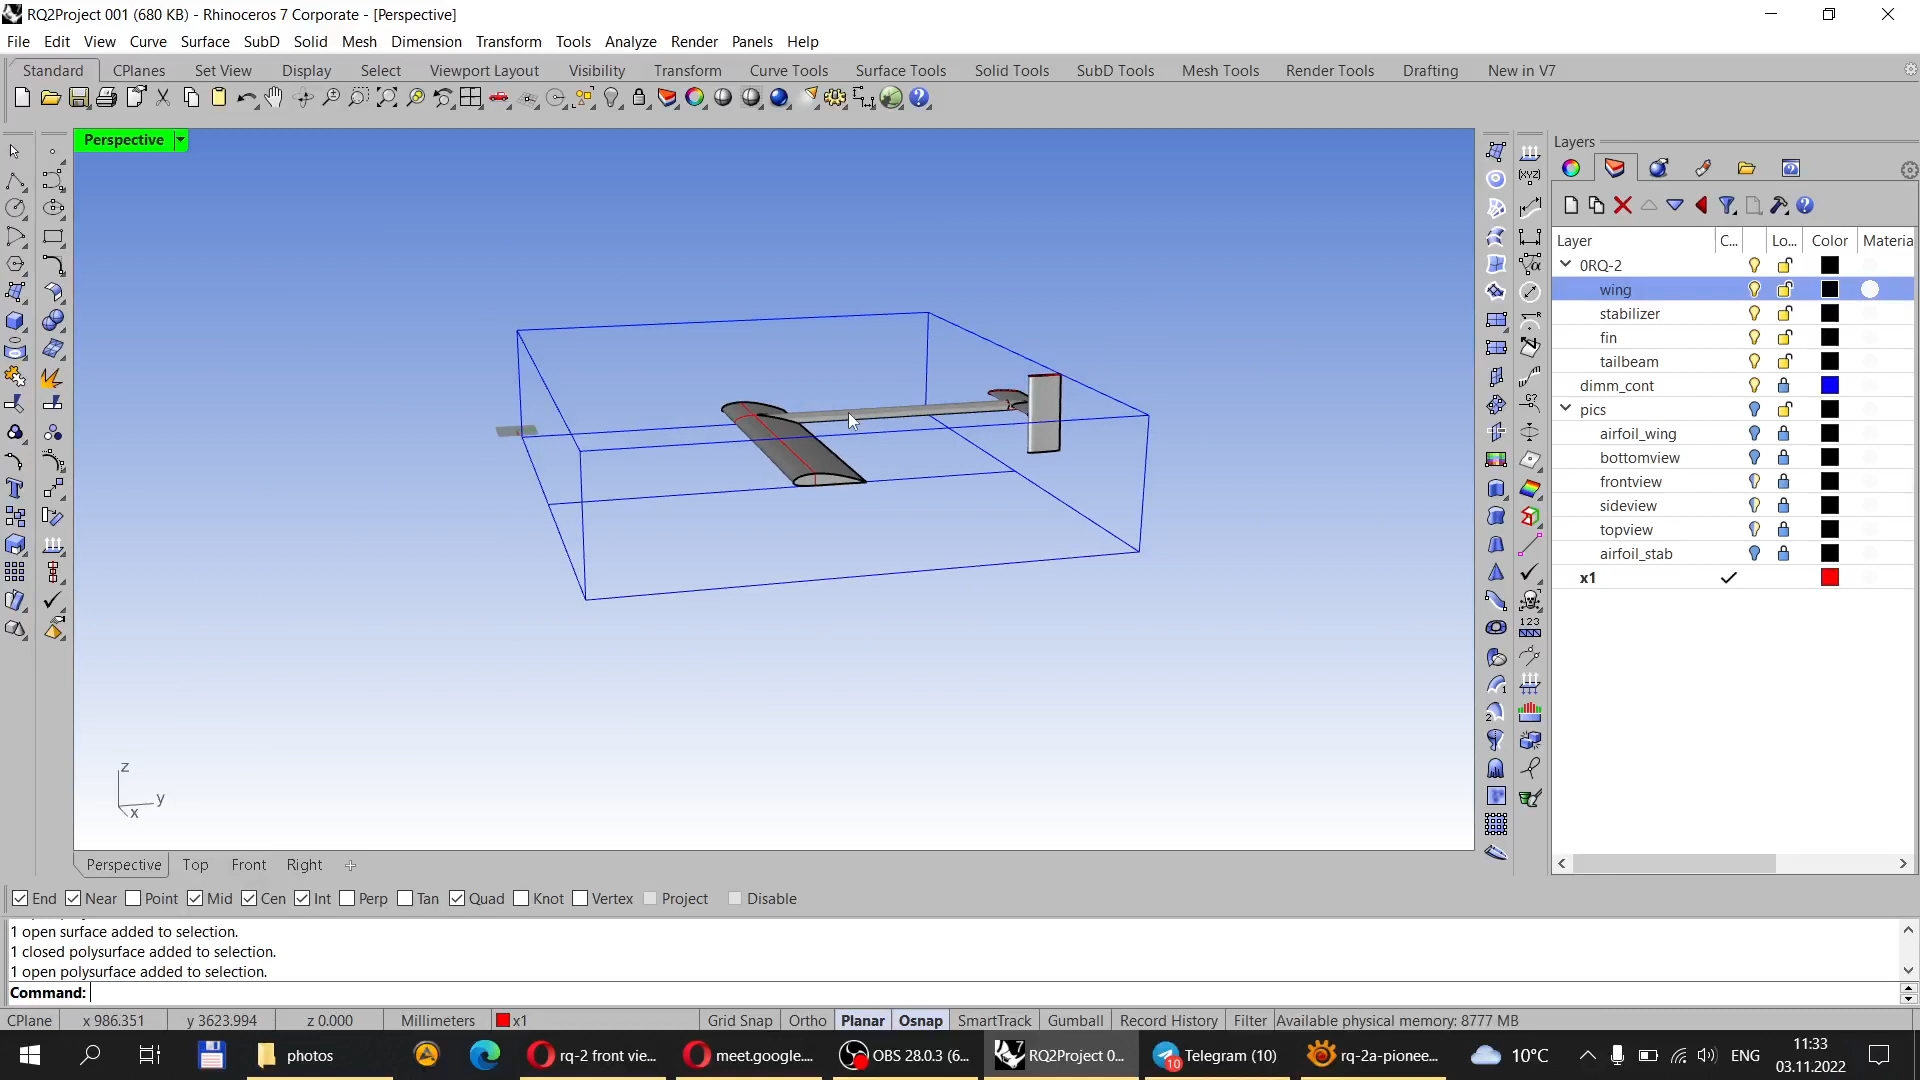 RQ2Project 001 (680 KB) - Rhinoceros 7 Corporate - [Perspective]
File Edit View Curve Surface SubD Solid Mesh Dimension Transform Tools Analyze Render Panels Help
Standard CPlanes Set View Display Select Viewport Layout Visibility Transform Curve Tools Surface Tools Solid Tools SubD Tools Mesh Tools Render Tools Drafting New in V7
Perspective
Layers
Layer C... Lo... Color Materia
0RQ-2
wing
stabilizer
fin
tailbeam
dimm_cont
pics
airfoil_wing
bottomview
frontview
sideview
topview
airfoil_stab
x1
z
y
x
Perspective Top Front Right
End Near Point Mid Cen Int Perp Tan Quad Knot Vertex Project Disable
1 open surface added to selection.
1 closed polysurface added to selection.
1 open polysurface added to selection.
Command:
CPlane x 986.351 y 3623.994 z 0.000 Millimeters x1 Grid Snap Ortho Planar Osnap SmartTrack Gumball Record History Filter Available physical memory: 8777 MB
photos rq-2 front vie... meet.google.... OBS 28.0.3 (6... RQ2Project 0... Telegram (10) rq-2a-pionee... 10°C ENG 11:33
03.11.2022